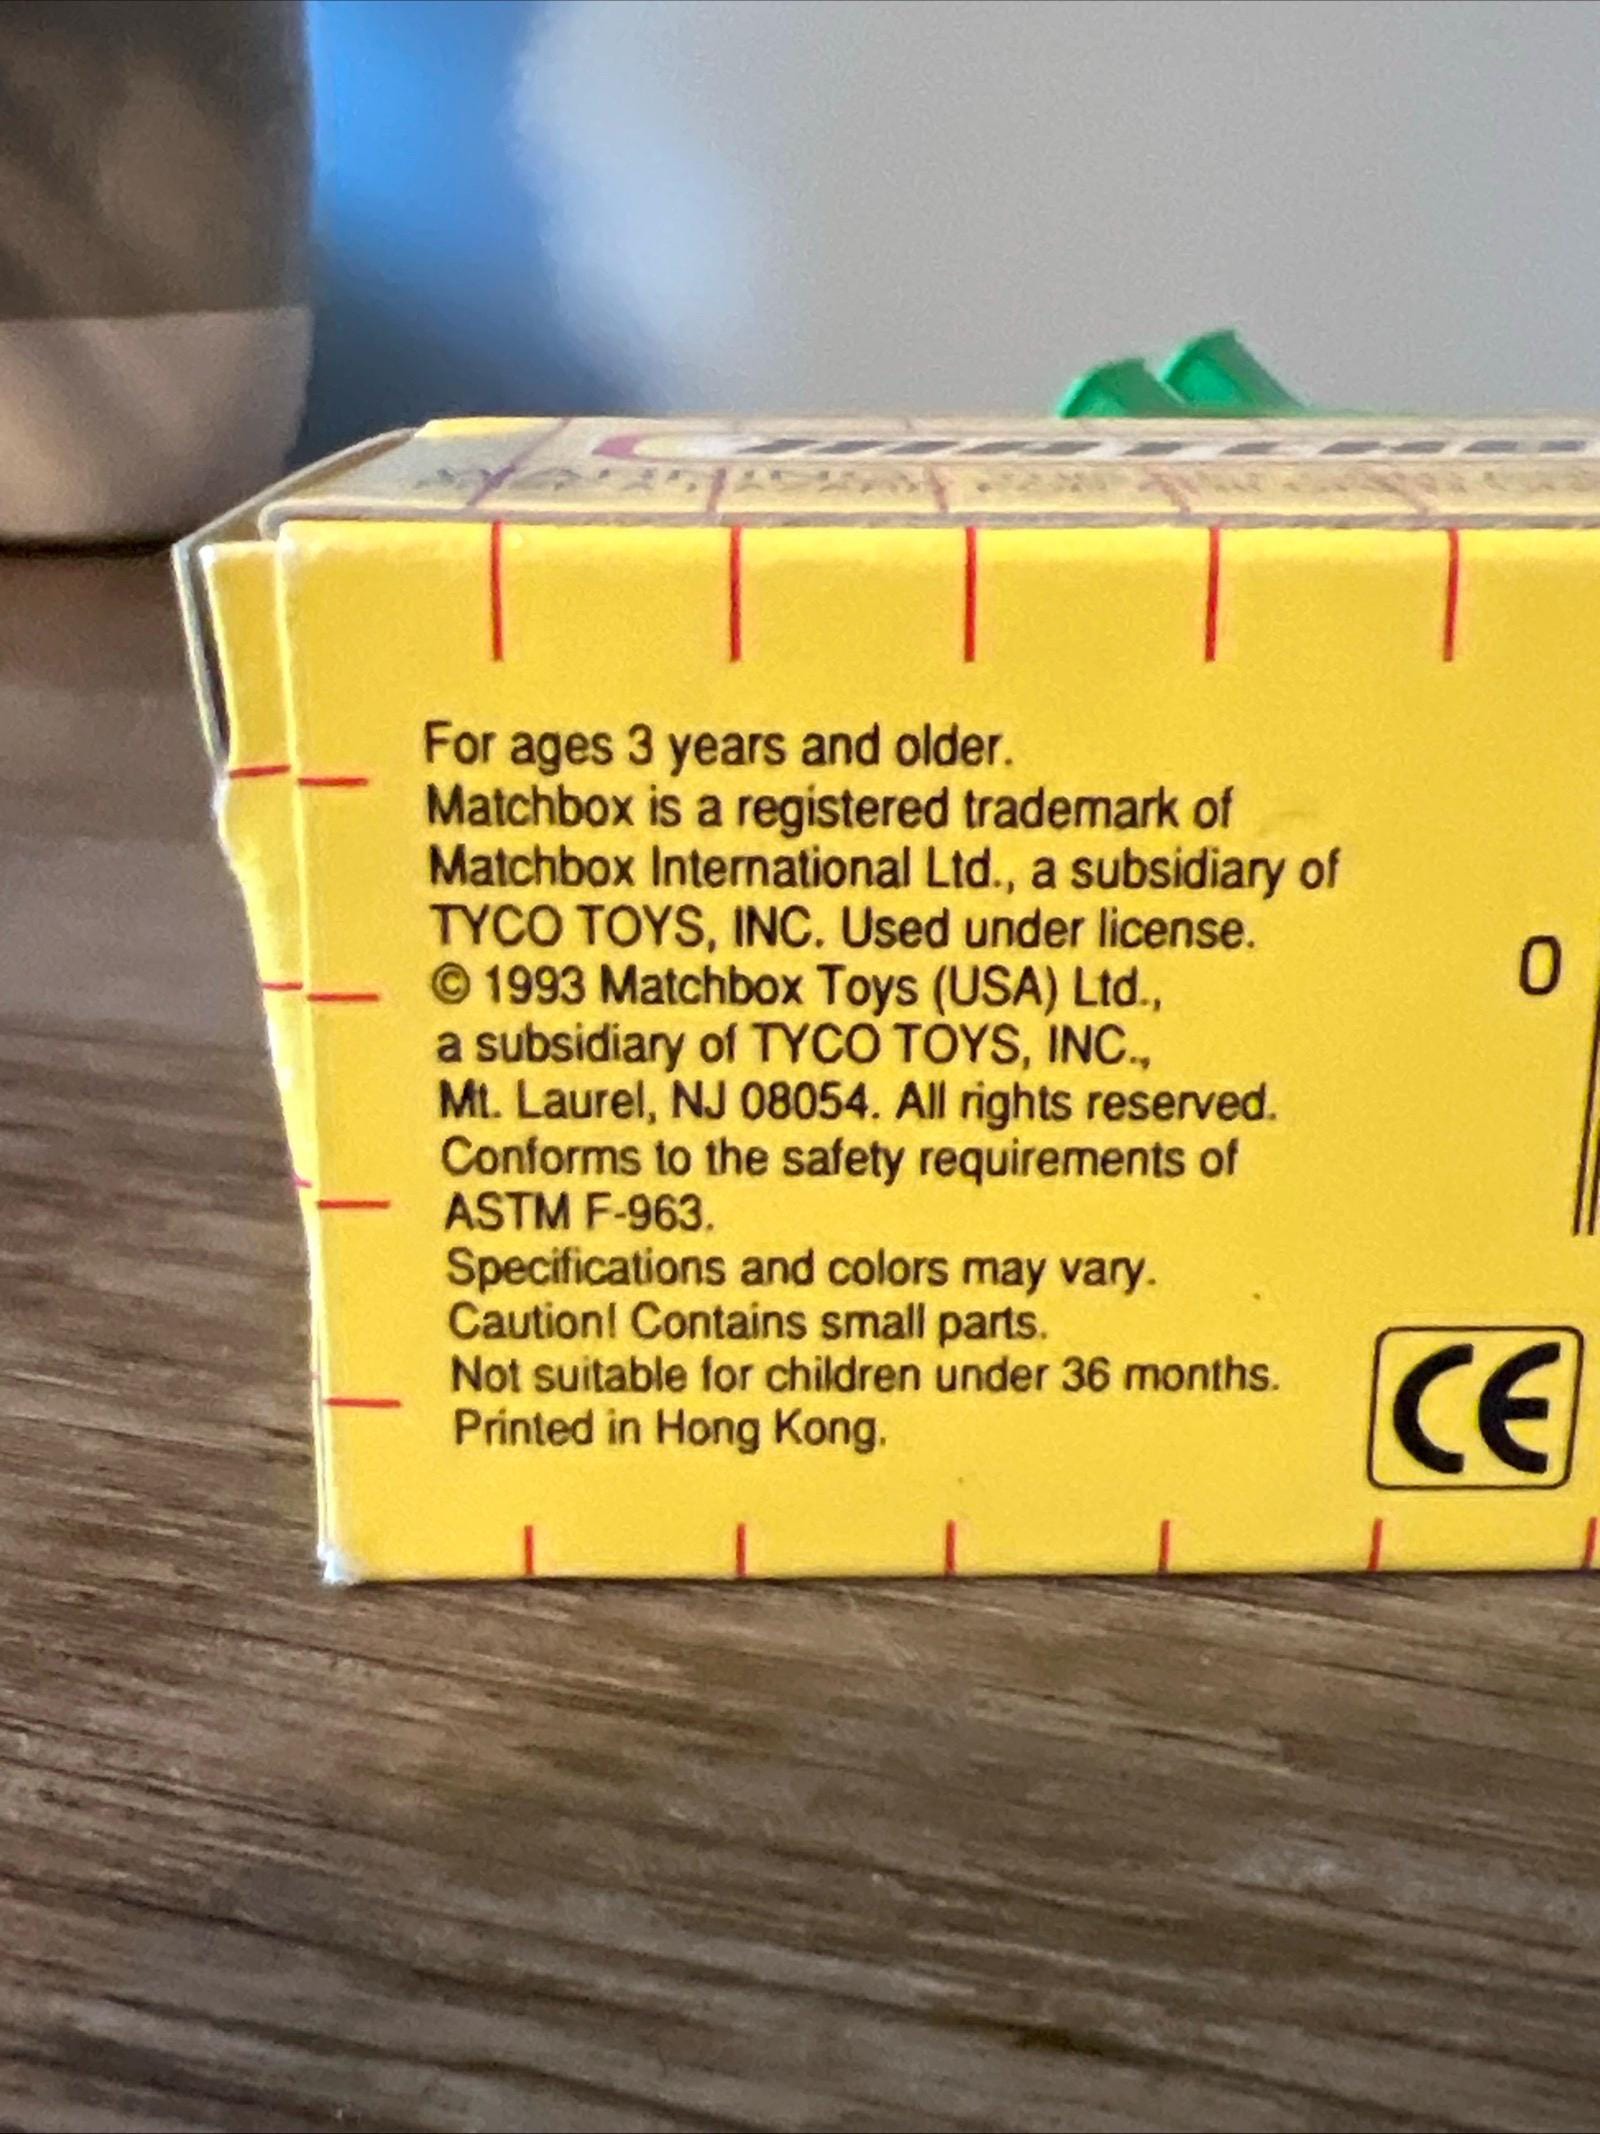 For ages 3 years and older.
Matchbox is a registered trademark of
Matchbox International Ltd., a subsidiary of
TYCO TOYS, INC. Used under license.
© 1993 Matchbox Toys (USA) Ltd.,
a subsidiary of TYCO TOYS, INC.,
Mt. Laurel, NJ 08054. All rights reserved.
Conforms to the safety requirements of
ASTM F-963.
Specifications and colors may vary.
Caution! Contains small parts.
Not suitable for children under 36 months.
Printed in Hong Kong.
0
CE